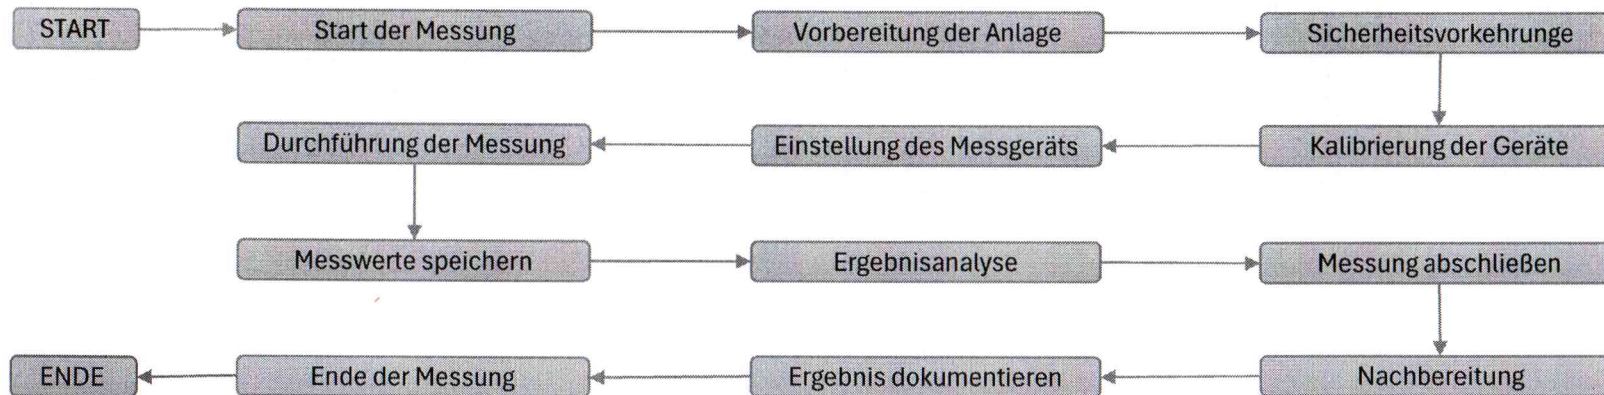 START
Start der Messung
Vorbereitung der Anlage
Sicherheitsvorkehrunge
Kalibrierung der Geräte
Einstellung des Messgeräts
Durchführung der Messung
Messwerte speichern
Ergebnisanalyse
Messung abschließen
Nachbereitung
Ergebnis dokumentieren
Ende der Messung
ENDE